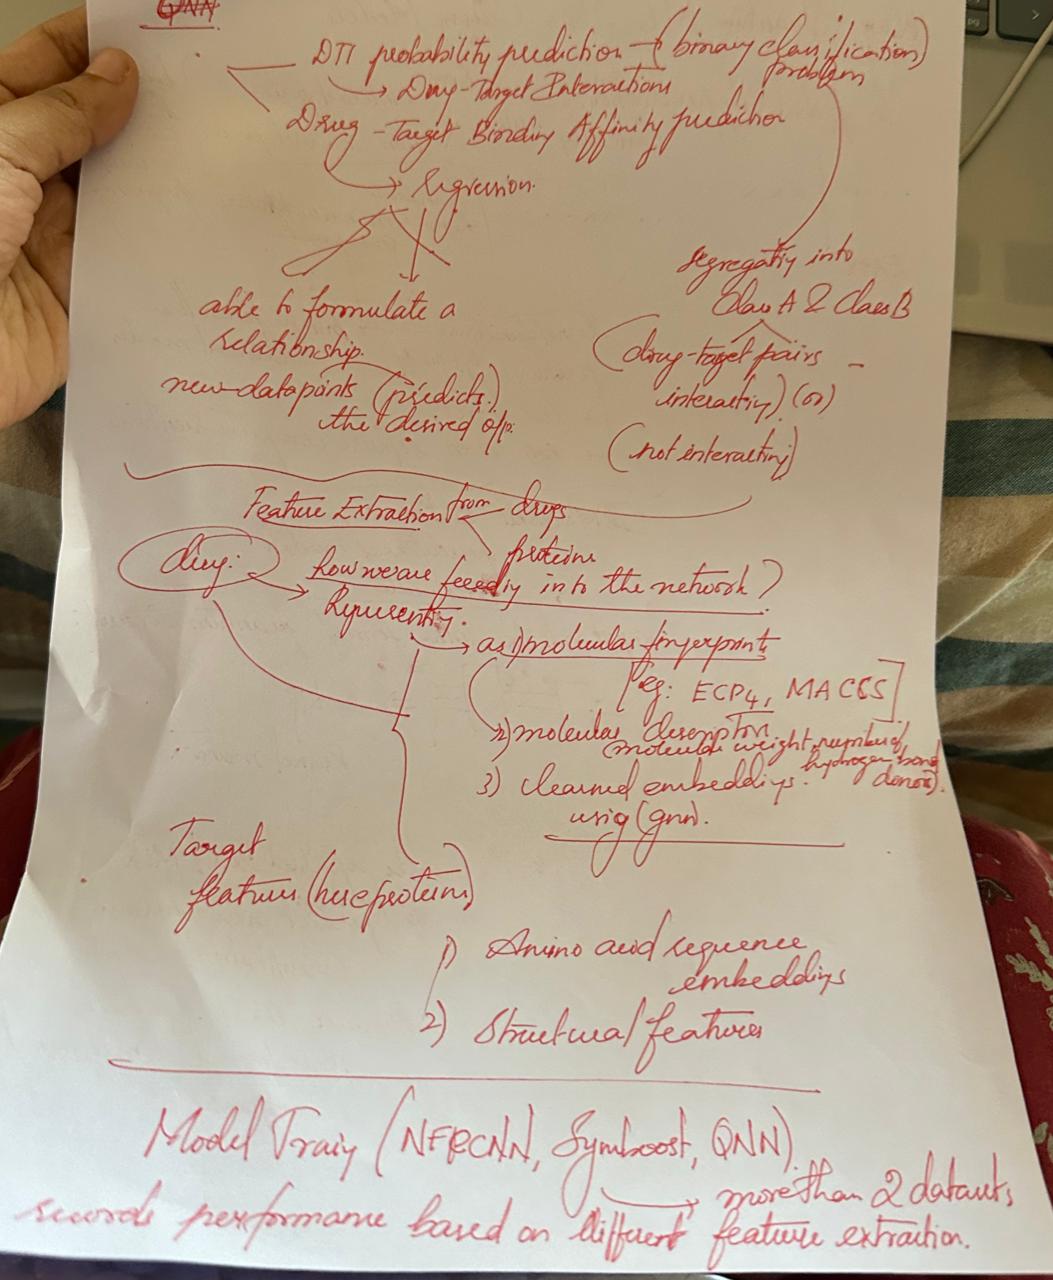 QNN
DTI probability prediction → (binary classification)
problem
→ Drug-Target Interactions
Drug - Target Binding Affinity prediction
→ Regression.
segregating into
Class A & Class B
able to formulate a
relationship.
(drug-target pairs -
new datapoints (predicts)
interacting) (or)
the desired o/p.
(not interacting)
Feature Extraction from drugs
proteins
drug:
how we are feeding into the network?
Representing.
→ as 1) molecular fingerprints
[eg: ECP4, MACCS]
2) molecular descriptor
(molecular weight, number of
hydrogen bond
donors).
3) learned embeddings.
using (gnn).
Target
features (here proteins)
1) Amino acid sequence
embeddings
2) Structural features
Model Training (NFRCNN, Symboost, QNN).
→ more than 2 datasets,
records performance based on different feature extraction.